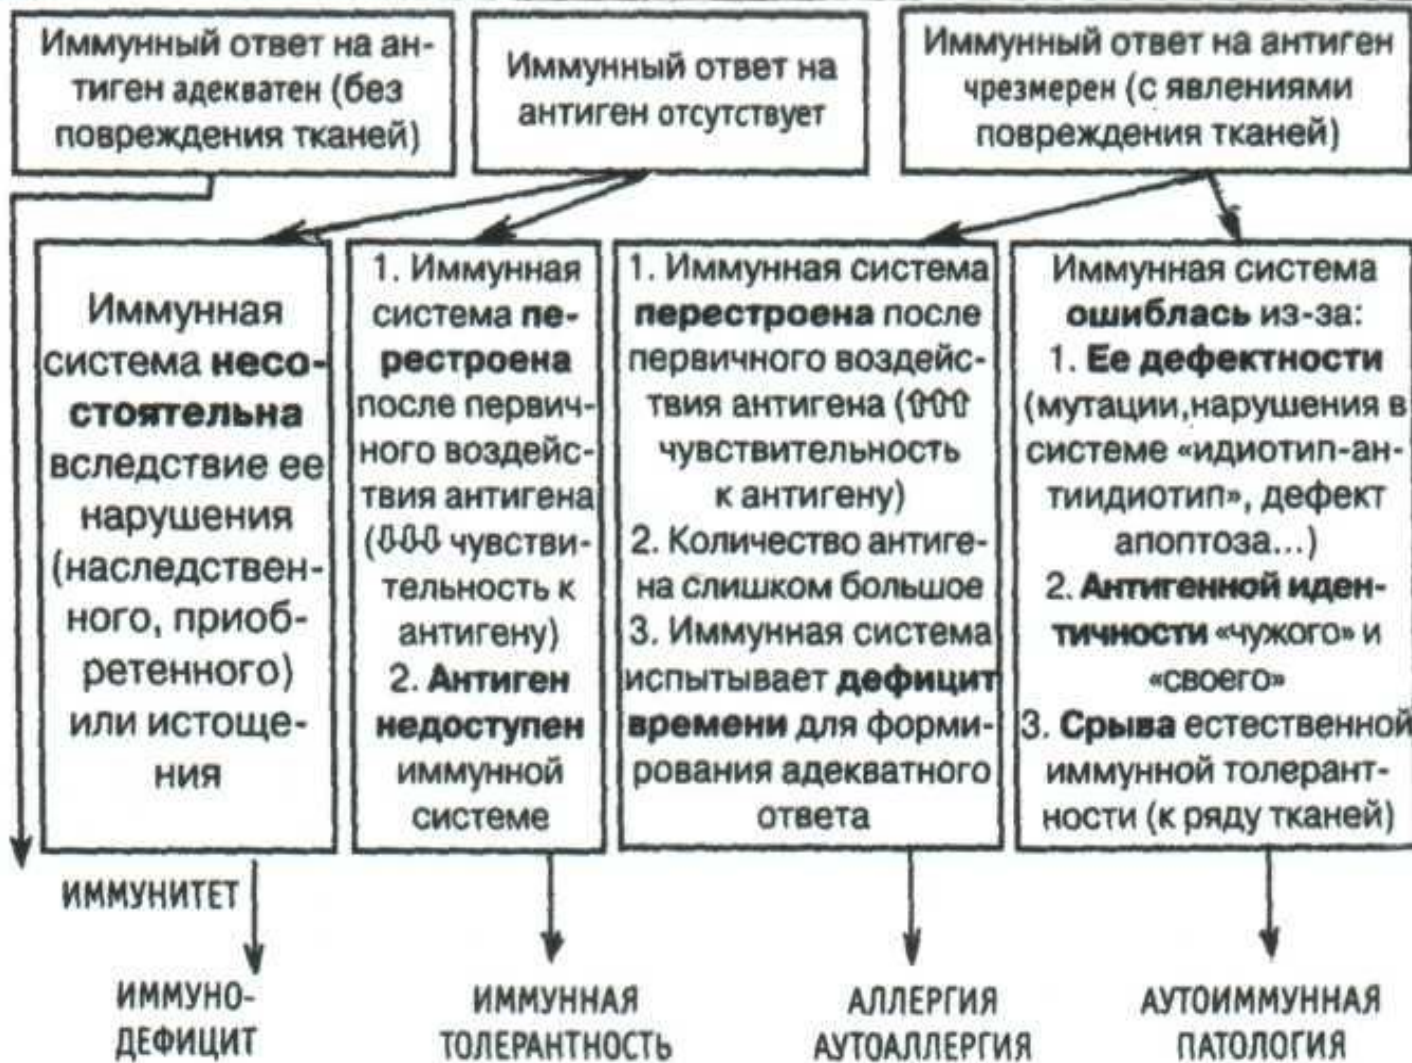 Иммунный ответ на ан-
тиген адекватен (без
повреждения тканей)
Иммунный ответ на
антиген отсутствует
Иммунный ответ на антиген
чрезмерен (с явлениями
повреждения тканей)
Иммунная
система несо-
стоятельна
вследствие ее
нарушения
(наследствен-
ного, приоб-
ретенного)
или истоще-
ния
1. Иммунная
система пе-
рестроена
после первич-
ного воздейс-
твия антигена
(⇩⇩⇩ чувстви-
тельность к
антигену)
2. Антиген
недоступен
иммунной
системе
1. Иммунная система
перестроена после
первичного воздейс-
твия антигена (⇧⇧⇧
чувствительность
к антигену)
2. Количество антиге-
на слишком большое
3. Иммунная система
испытывает дефицит
времени для форми-
рования адекватного
ответа
Иммунная система
ошиблась из-за:
1. Ее дефектности
(мутации,нарушения в
системе «идиотип-ан-
тиидиотип», дефект
апоптоза...)
2. Антигенной иден-
тичности «чужого» и
«своего»
3. Срыва естественной
иммунной толерант-
ности (к ряду тканей)
ИММУНИТЕТ
ИММУНО-
ДЕФИЦИТ
ИММУННАЯ
ТОЛЕРАНТНОСТЬ
АЛЛЕРГИЯ
АУТОАЛЛЕРГИЯ
АУТОИММУННАЯ
ПАТОЛОГИЯ